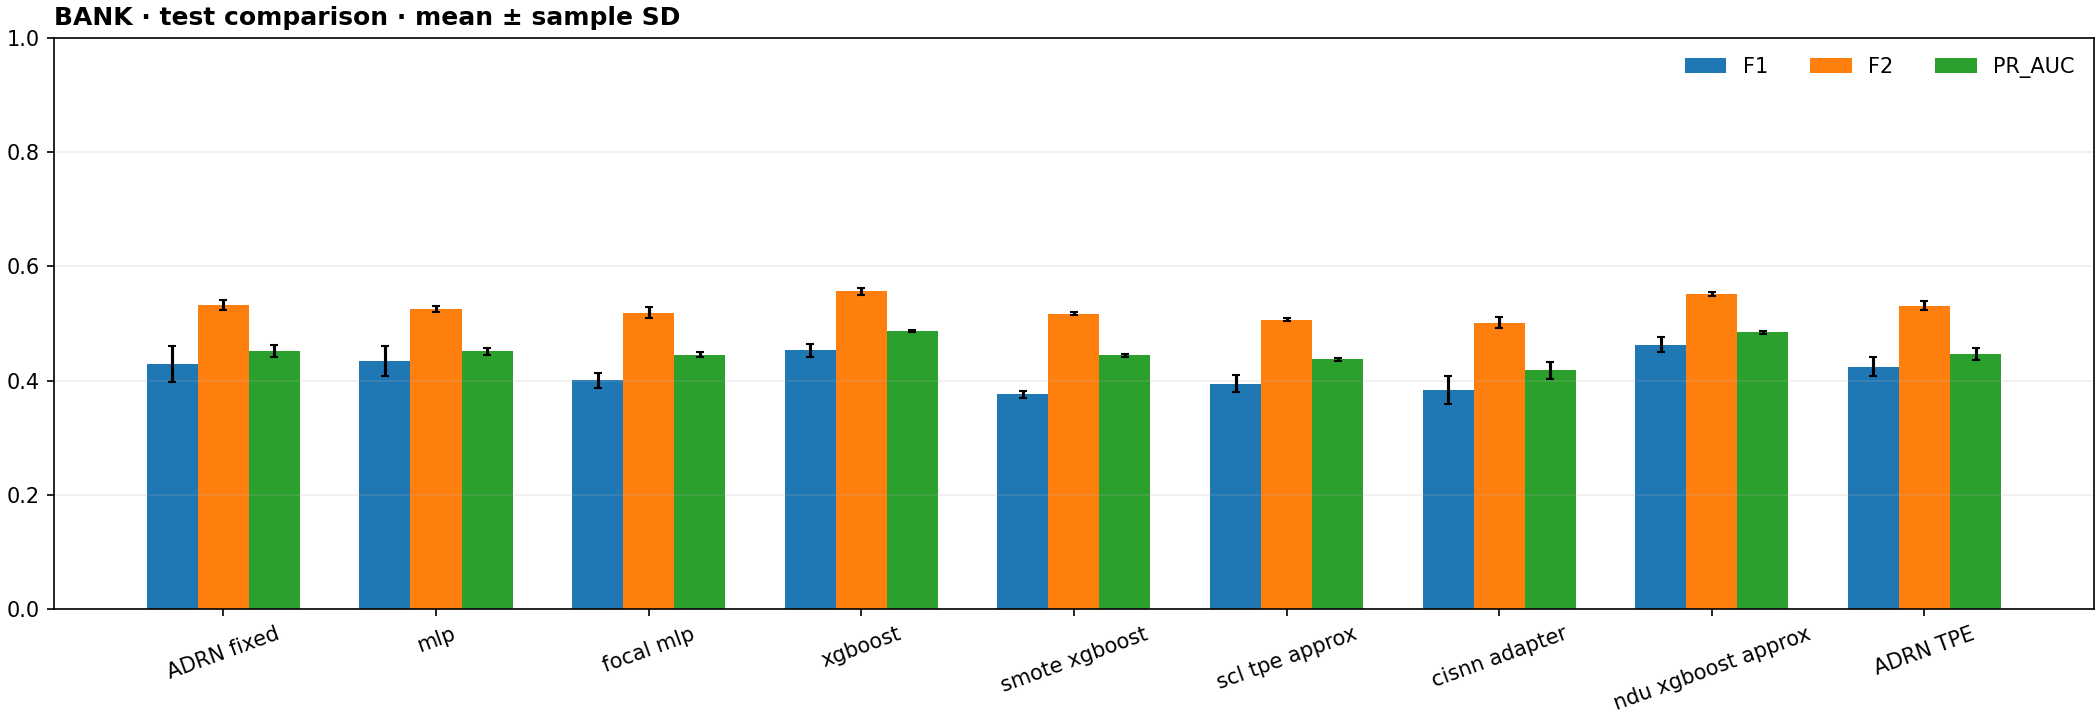 BANK · test comparison · mean ± sample SD
F1 F2 PR_AUC
1.0
0.8
0.6
0.4
0.2
0.0
ADRN fixed
mlp
focal mlp
xgboost
smote xgboost
scl tpe approx
cisnn adapter
ndu xgboost approx
ADRN TPE